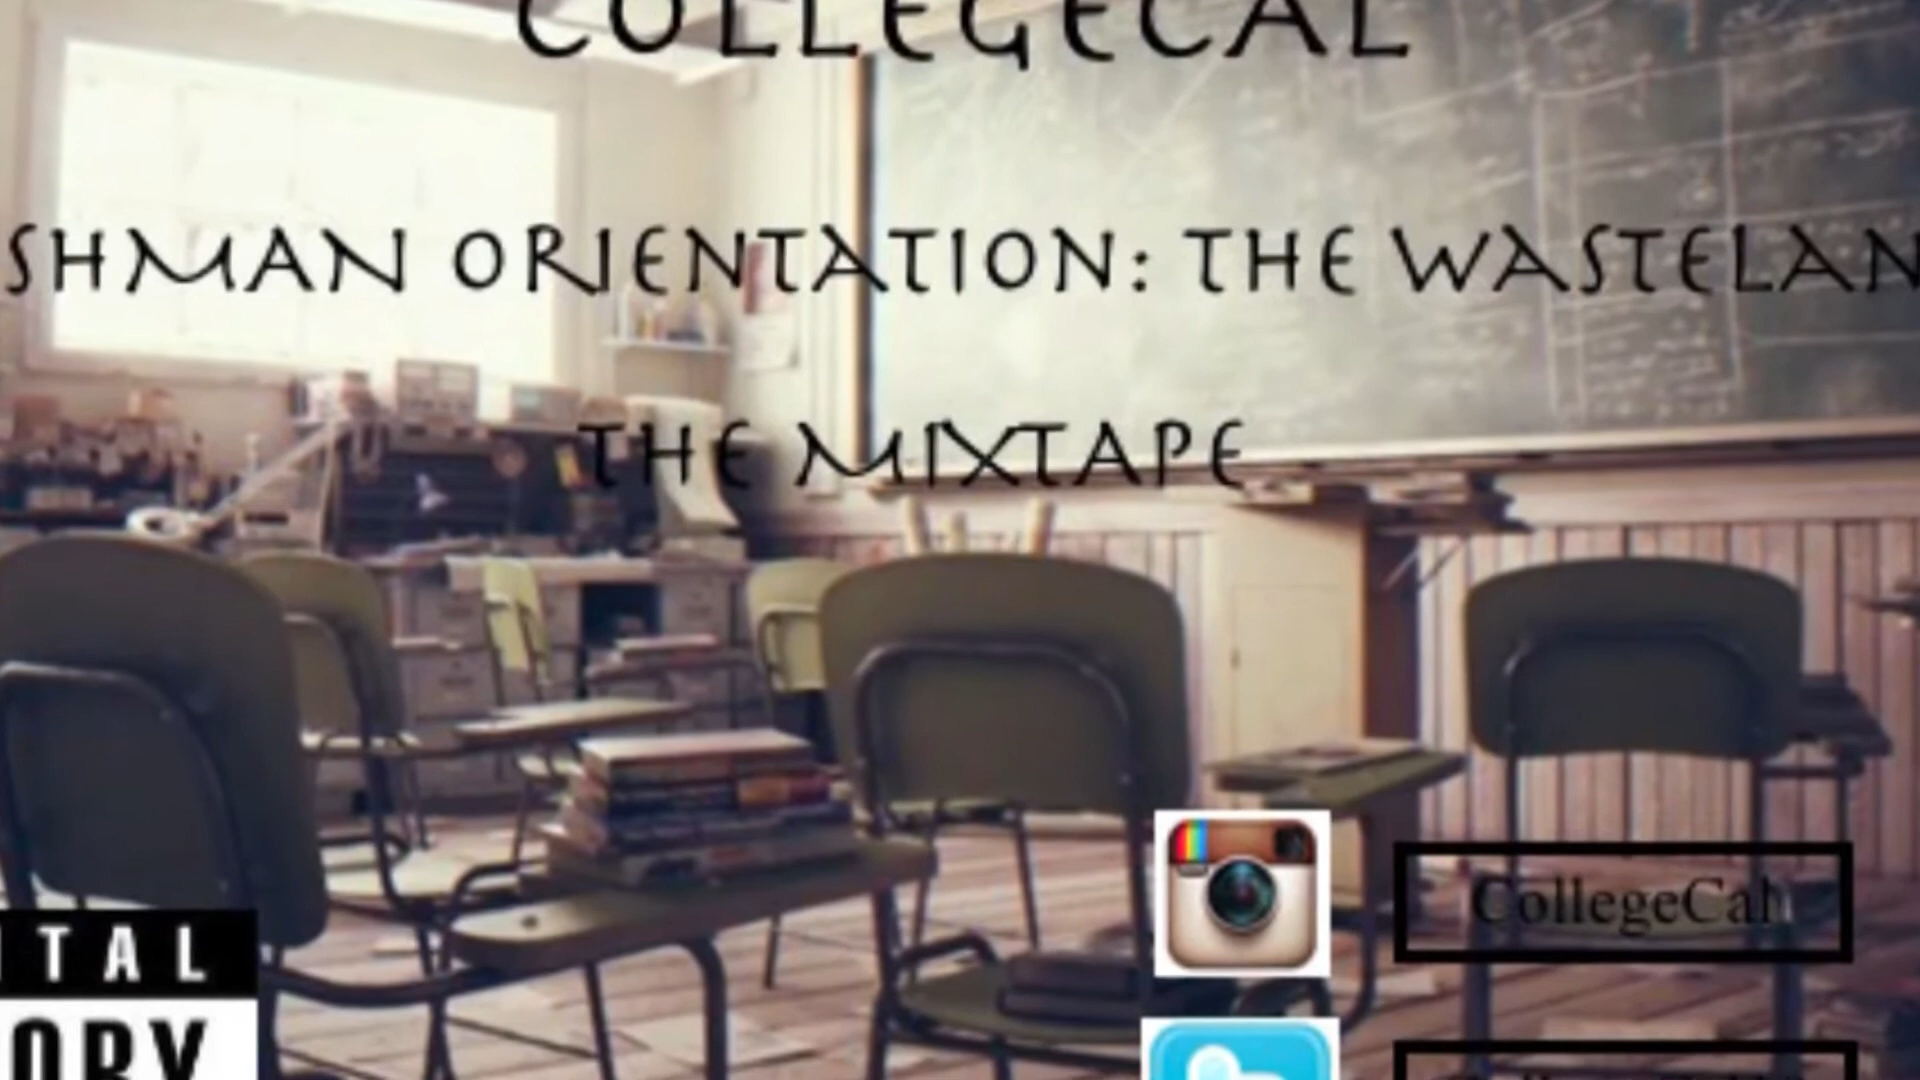 COLLEGECAL
SHMAN ORIENTATION: THE WASTELAN
THE MIXTAPE
CollegeCah
ITAL
ORY